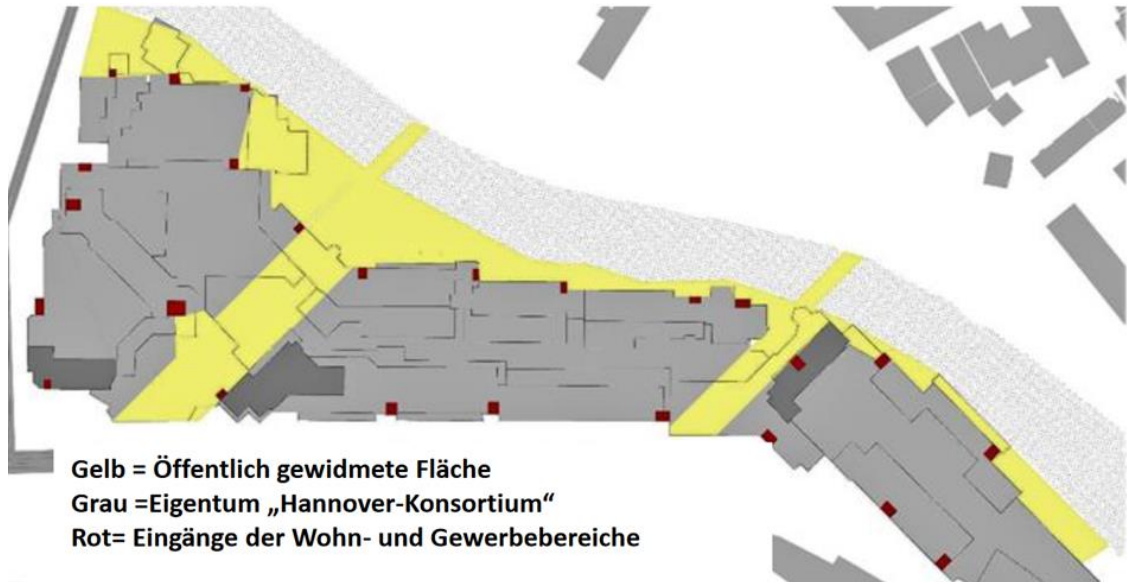 Gelb = Öffentlich gewidmete Fläche
Grau =Eigentum „Hannover-Konsortium“
Rot= Eingänge der Wohn- und Gewerbebereiche